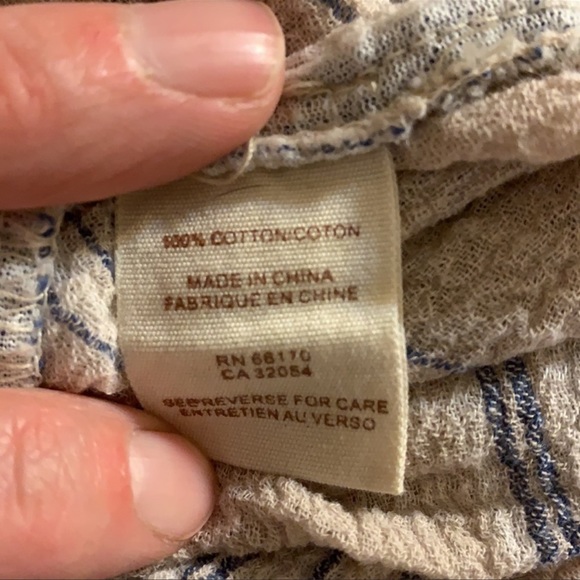 100% COTTON/COTON
MADE IN CHINA
FABRIQUE EN CHINE
RN 66170
CA 32054
SEE REVERSE FOR CARE
ENTRETIEN AU VERSO